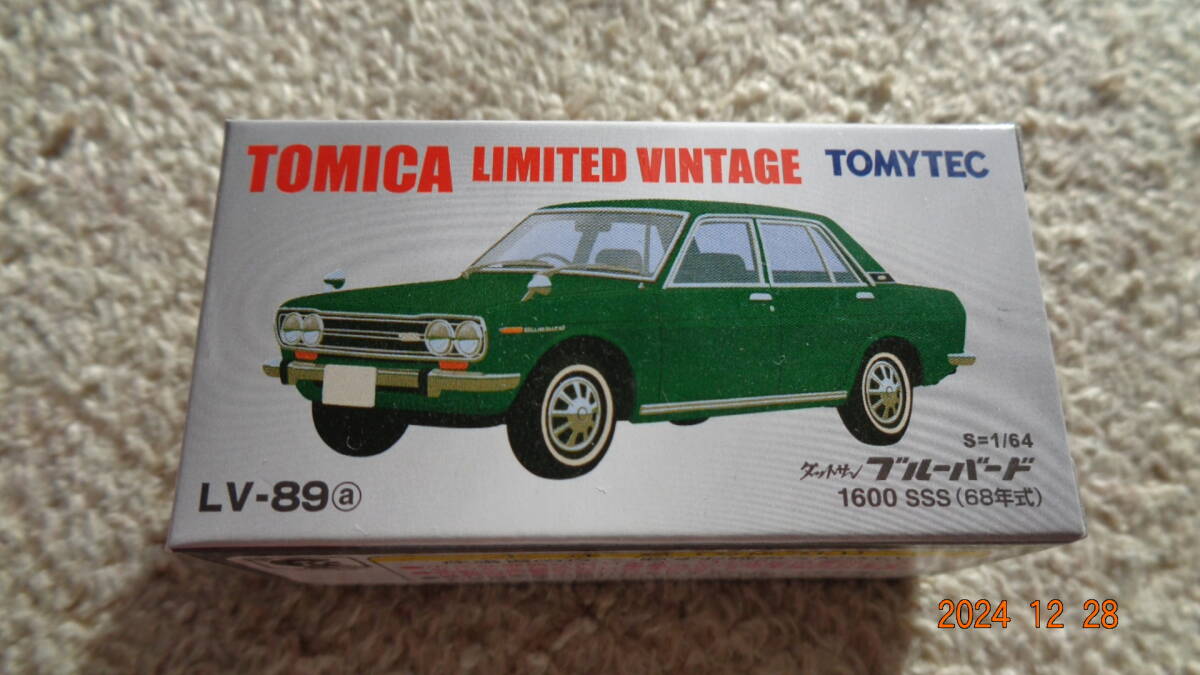 TOMICA LIMITED VINTAGE TOMYTEC
Bluebird
S=1/64
ダットサン ブルーバード
LV-89ⓐ
1600 SSS (68年式)
2024 12 28